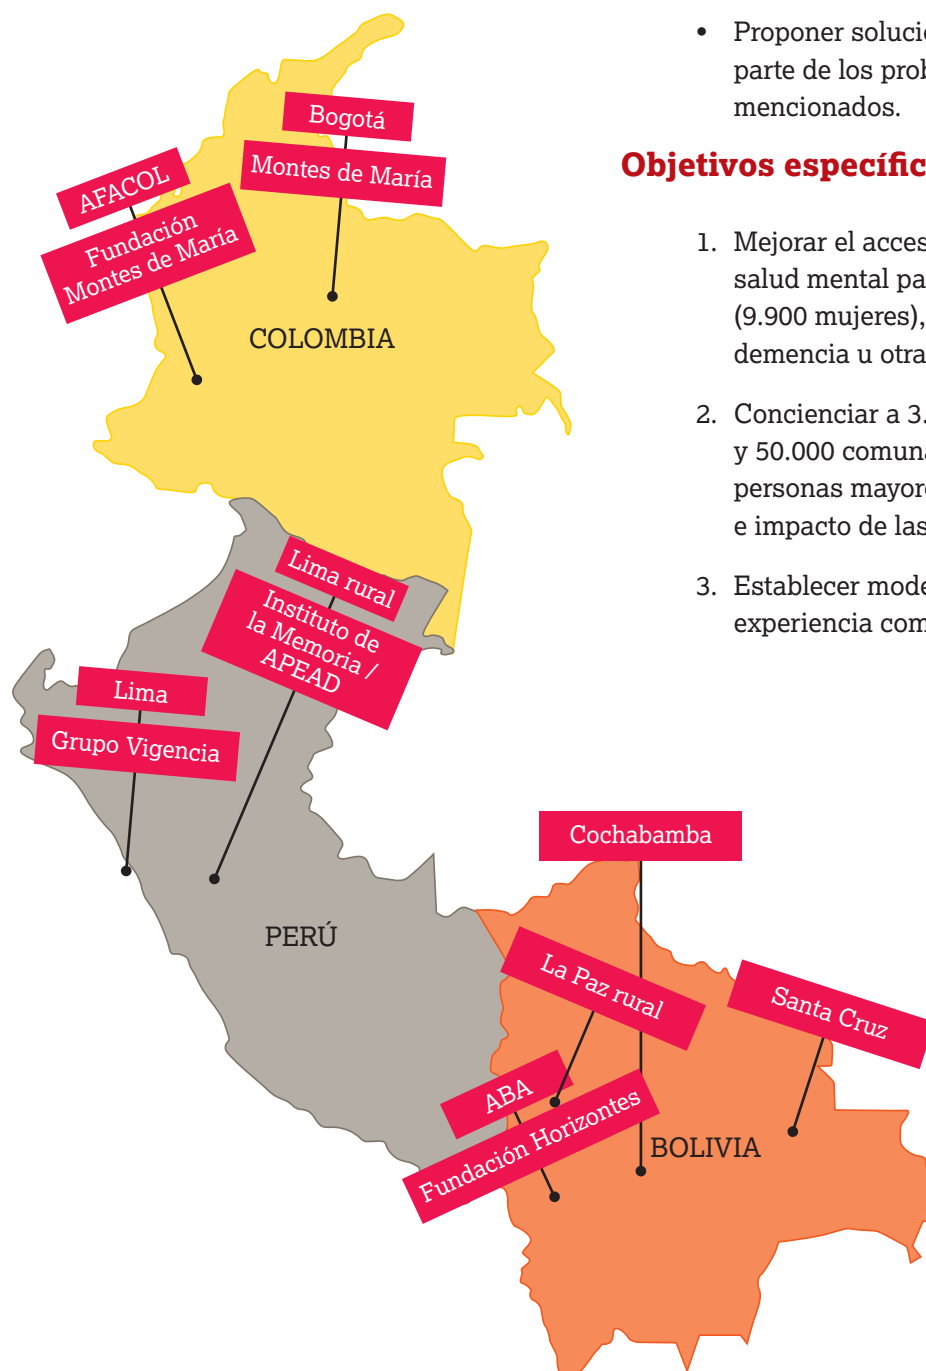 • Proponer soluci
parte de los prob
mencionados.
Objetivos específic
1. Mejorar el acces
salud mental pa
(9.900 mujeres),
demencia u otra
2. Concienciar a 3.
y 50.000 comuna
personas mayor
e impacto de las
3. Establecer mode
experiencia com
Bogotá
Montes de María
AFACOL
Fundación
Montes de María
COLOMBIA
Lima rural
Instituto de
la Memoria /
APEAD
Lima
Grupo Vigencia
PERÚ
Cochabamba
La Paz rural
Santa Cruz
ABA
Fundación Horizontes
BOLIVIA